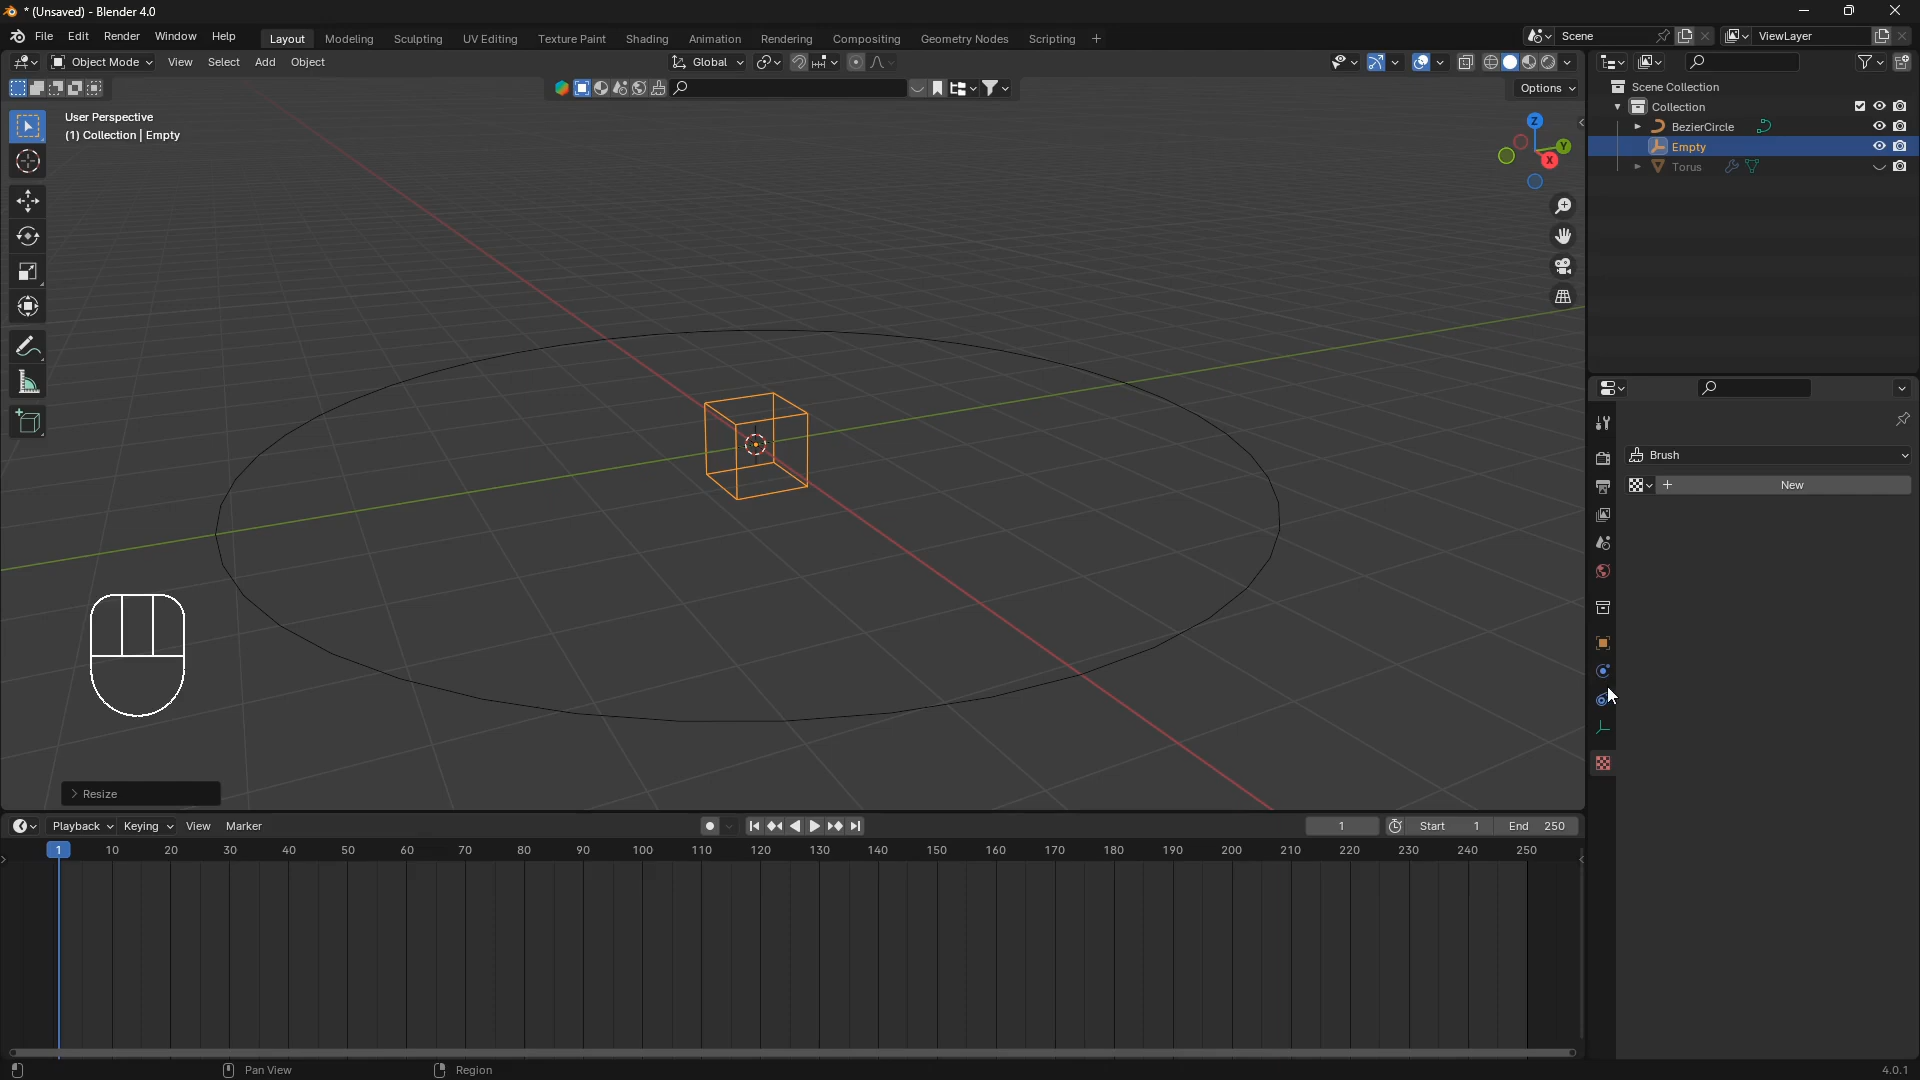 * (Unsaved) - Blender 4.0
File Edit Render Window Help
Layout Modeling Sculpting UV Editing Texture Paint Shading Animation Rendering Compositing Geometry Nodes Scripting +
Scene
ViewLayer
Object Mode View Select Add Object
Global
Options
User Perspective
(1) Collection | Empty
Z
Y
X
Scene Collection
Collection
BezierCircle
Empty
Torus
Brush
New
Resize
Playback Keying View Marker
1
Start 1
End 250
1 10 20 30 40 50 60 70 80 90 100 110 120 130 140 150 160 170 180 190 200 210 220 230 240 250
Pan View
Region
4.0.1